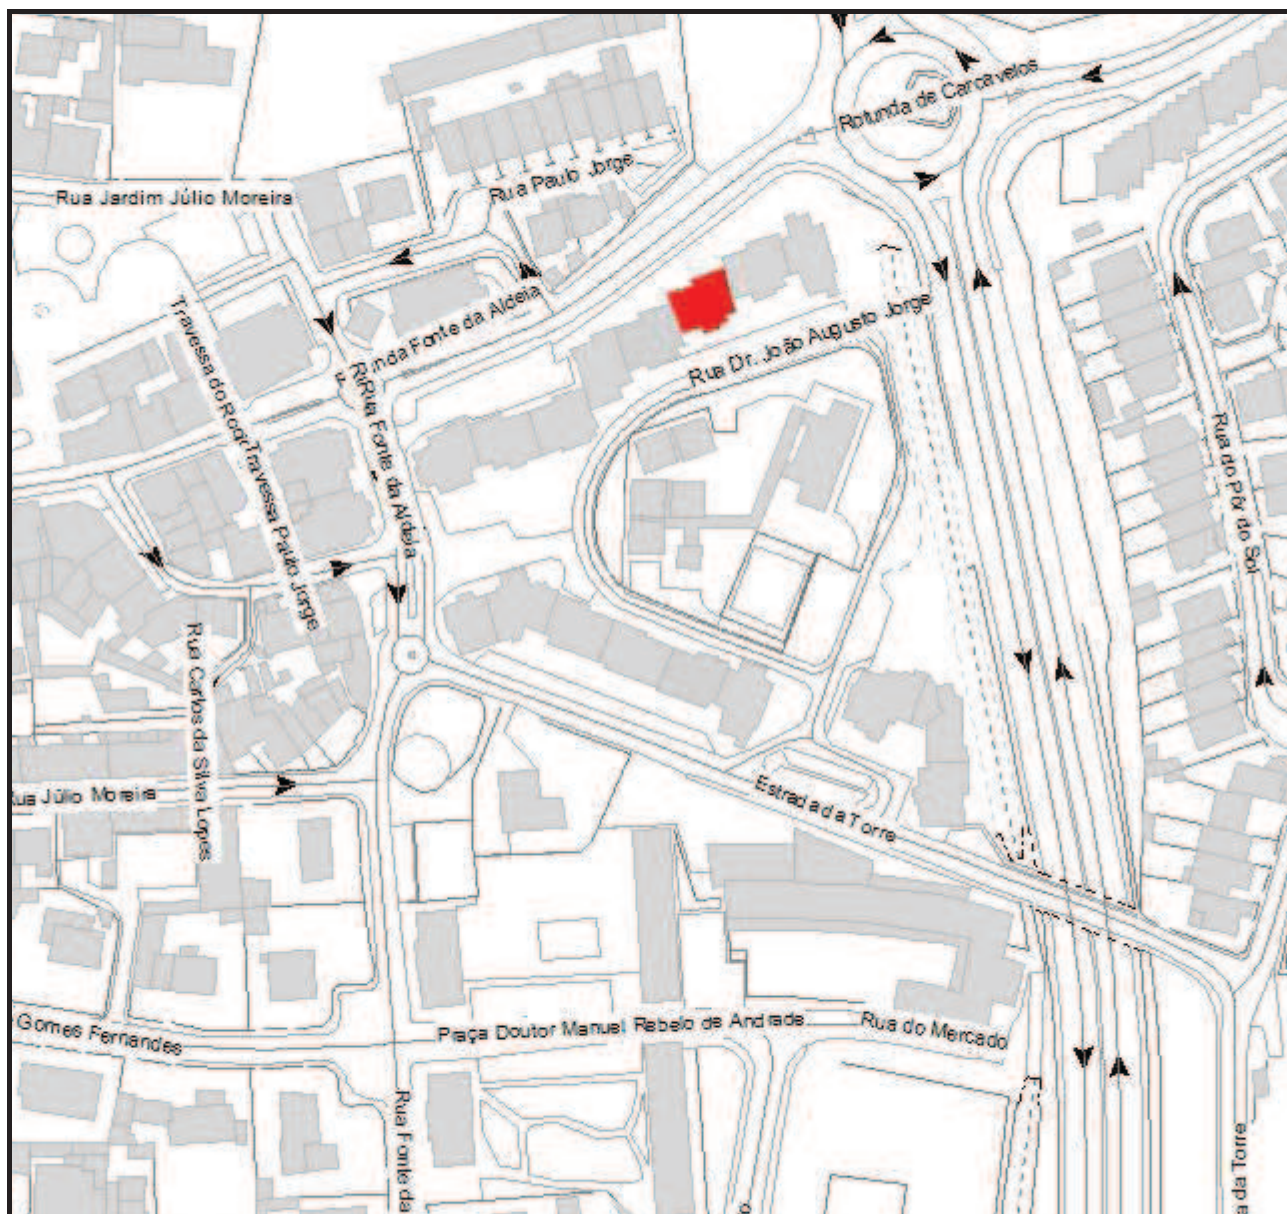 Rotunda de Carcavelos
Rua Paulo Jorge
Rua Jardim Júlio Moreira
Fonte da Aldeia
Rua Dr. João Augusto Jorge
Travessa do
Rua Fonte da Aldeia
Travessa Paulo Jorge
Rua do Pôr do Sol
Rua Carlos da Silva Lopes
Rua Júlio Moreira
Estrada da Torre
Gomes Fernandes
Praça Doutor Manuel Rebelo de Andrade
Rua do Mercado
Rua Fonte da
da Torre